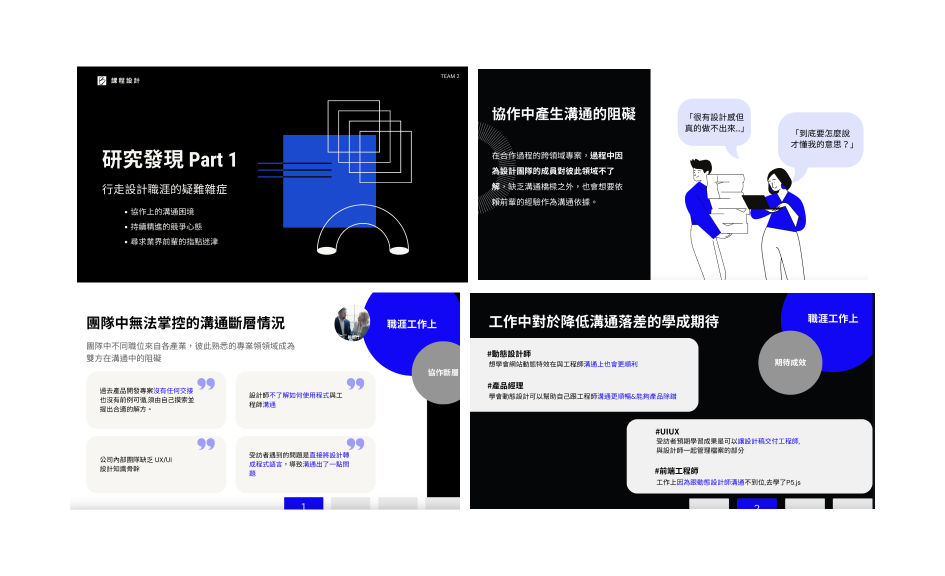 課程設計
TEAM 2
研究發現 Part 1
行走設計職涯的疑難雜症
• 協作上的溝通困境
• 持續精進的競爭心態
• 尋求業界前輩的指點迷津
協作中產生溝通的阻礙
在合作過程的跨領域專案，過程中因
為設計團隊的成員對彼此領域不了
解，缺乏溝通橋樑之外，也會想要依
賴前輩的經驗作為溝通依據。
「很有設計感但
真的做不出來...」
「到底要怎麼說
才懂我的意思？」
團隊中無法掌控的溝通斷層情況
團隊中不同職位來自各產業，彼此熟悉的專業領領域成為
雙方在溝通中的阻礙
職涯工作上
協作斷層
過去產品開發專案沒有任交接
也沒有前例可循,須由自己摸索並
提出合適的解方。
設計師不了解如何使用程式與工
程師溝通
公司內部團隊缺乏 UX/UI
設計知識骨幹
受訪者遇到的問題是直接將設計轉
成程式語言，導致溝通出了一點問
題
1
工作中對於降低溝通落差的學成期待
職涯工作上
期待成效
#動態設計師
想學會網站動態特效在與工程師溝通上也會更順利
#產品經理
學會動態設計可以幫助自己跟工程師溝通更順暢&能夠產品除錯
#UIUX
受訪者預期學習成果是可以讓設計稿交付工程師,
與設計師一起管理檔案的部分
#前端工程師
工作上因為跟動態設計師溝通不到位,去學了P5.js
2